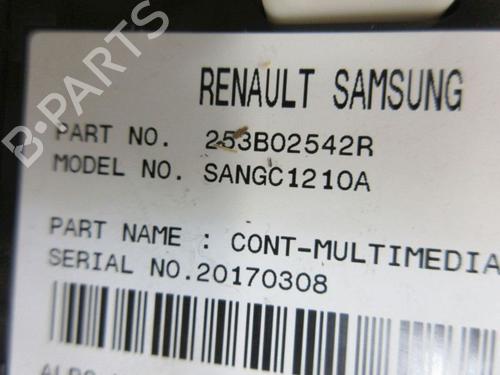 RENAULT SAMSUNG
PART NO. 253B02542R
MODEL NO. SANGC1210A
PART NAME : CONT-MULTIMEDIA
SERIAL NO.20170308
B-PARTS